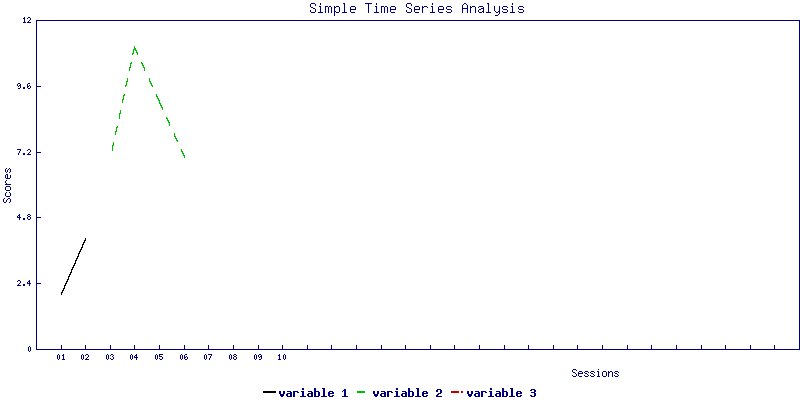 Simple Time Series Analysis
12
9.6
7.2
4.8
2.4
0
Scores
01 02 03 04 05 06 07 08 09 10
Sessions
variable 1 variable 2 variable 3